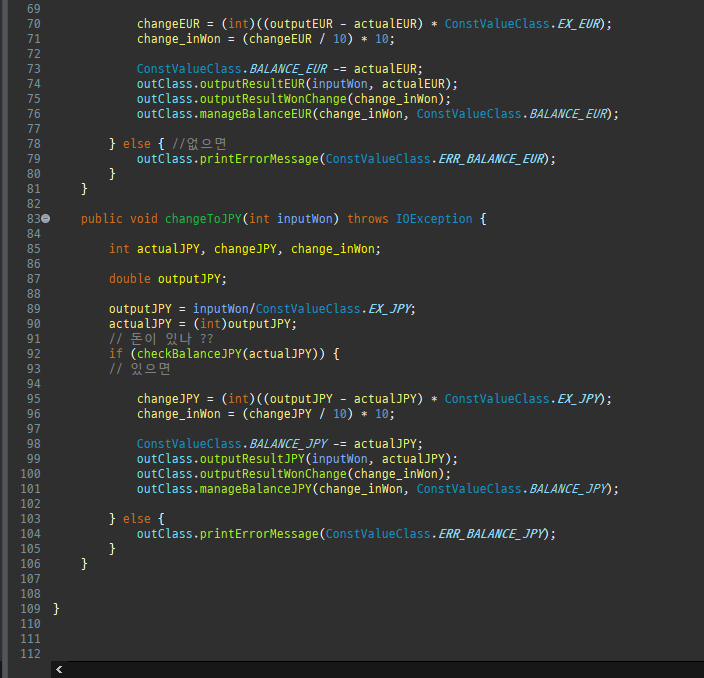 69
70 changeEUR = (int)((outputEUR - actualEUR) * ConstValueClass.EX_EUR);
71 change_inWon = (changeEUR / 10) * 10;
72
73 ConstValueClass.BALANCE_EUR -= actualEUR;
74 outClass.outputResultEUR(inputWon, actualEUR);
75 outClass.outputResultWonChange(change_inWon);
76 outClass.manageBalanceEUR(change_inWon, ConstValueClass.BALANCE_EUR);
77
78 } else { //없으면
79 outClass.printErrorMessage(ConstValueClass.ERR_BALANCE_EUR);
80 }
81 }
82
83 public void changeToJPY(int inputWon) throws IOException {
84
85 int actualJPY, changeJPY, change_inWon;
86
87 double outputJPY;
88
89 outputJPY = inputWon/ConstValueClass.EX_JPY;
90 actualJPY = (int)outputJPY;
91 // 돈이 있나 ??
92 if (checkBalanceJPY(actualJPY)) {
93 // 있으면
94
95 changeJPY = (int)((outputJPY - actualJPY) * ConstValueClass.EX_JPY);
96 change_inWon = (changeJPY / 10) * 10;
97
98 ConstValueClass.BALANCE_JPY -= actualJPY;
99 outClass.outputResultJPY(inputWon, actualJPY);
100 outClass.outputResultWonChange(change_inWon);
101 outClass.manageBalanceJPY(change_inWon, ConstValueClass.BALANCE_JPY);
102
103 } else {
104 outClass.printErrorMessage(ConstValueClass.ERR_BALANCE_JPY);
105 }
106 }
107
108
109 }
110
111
112